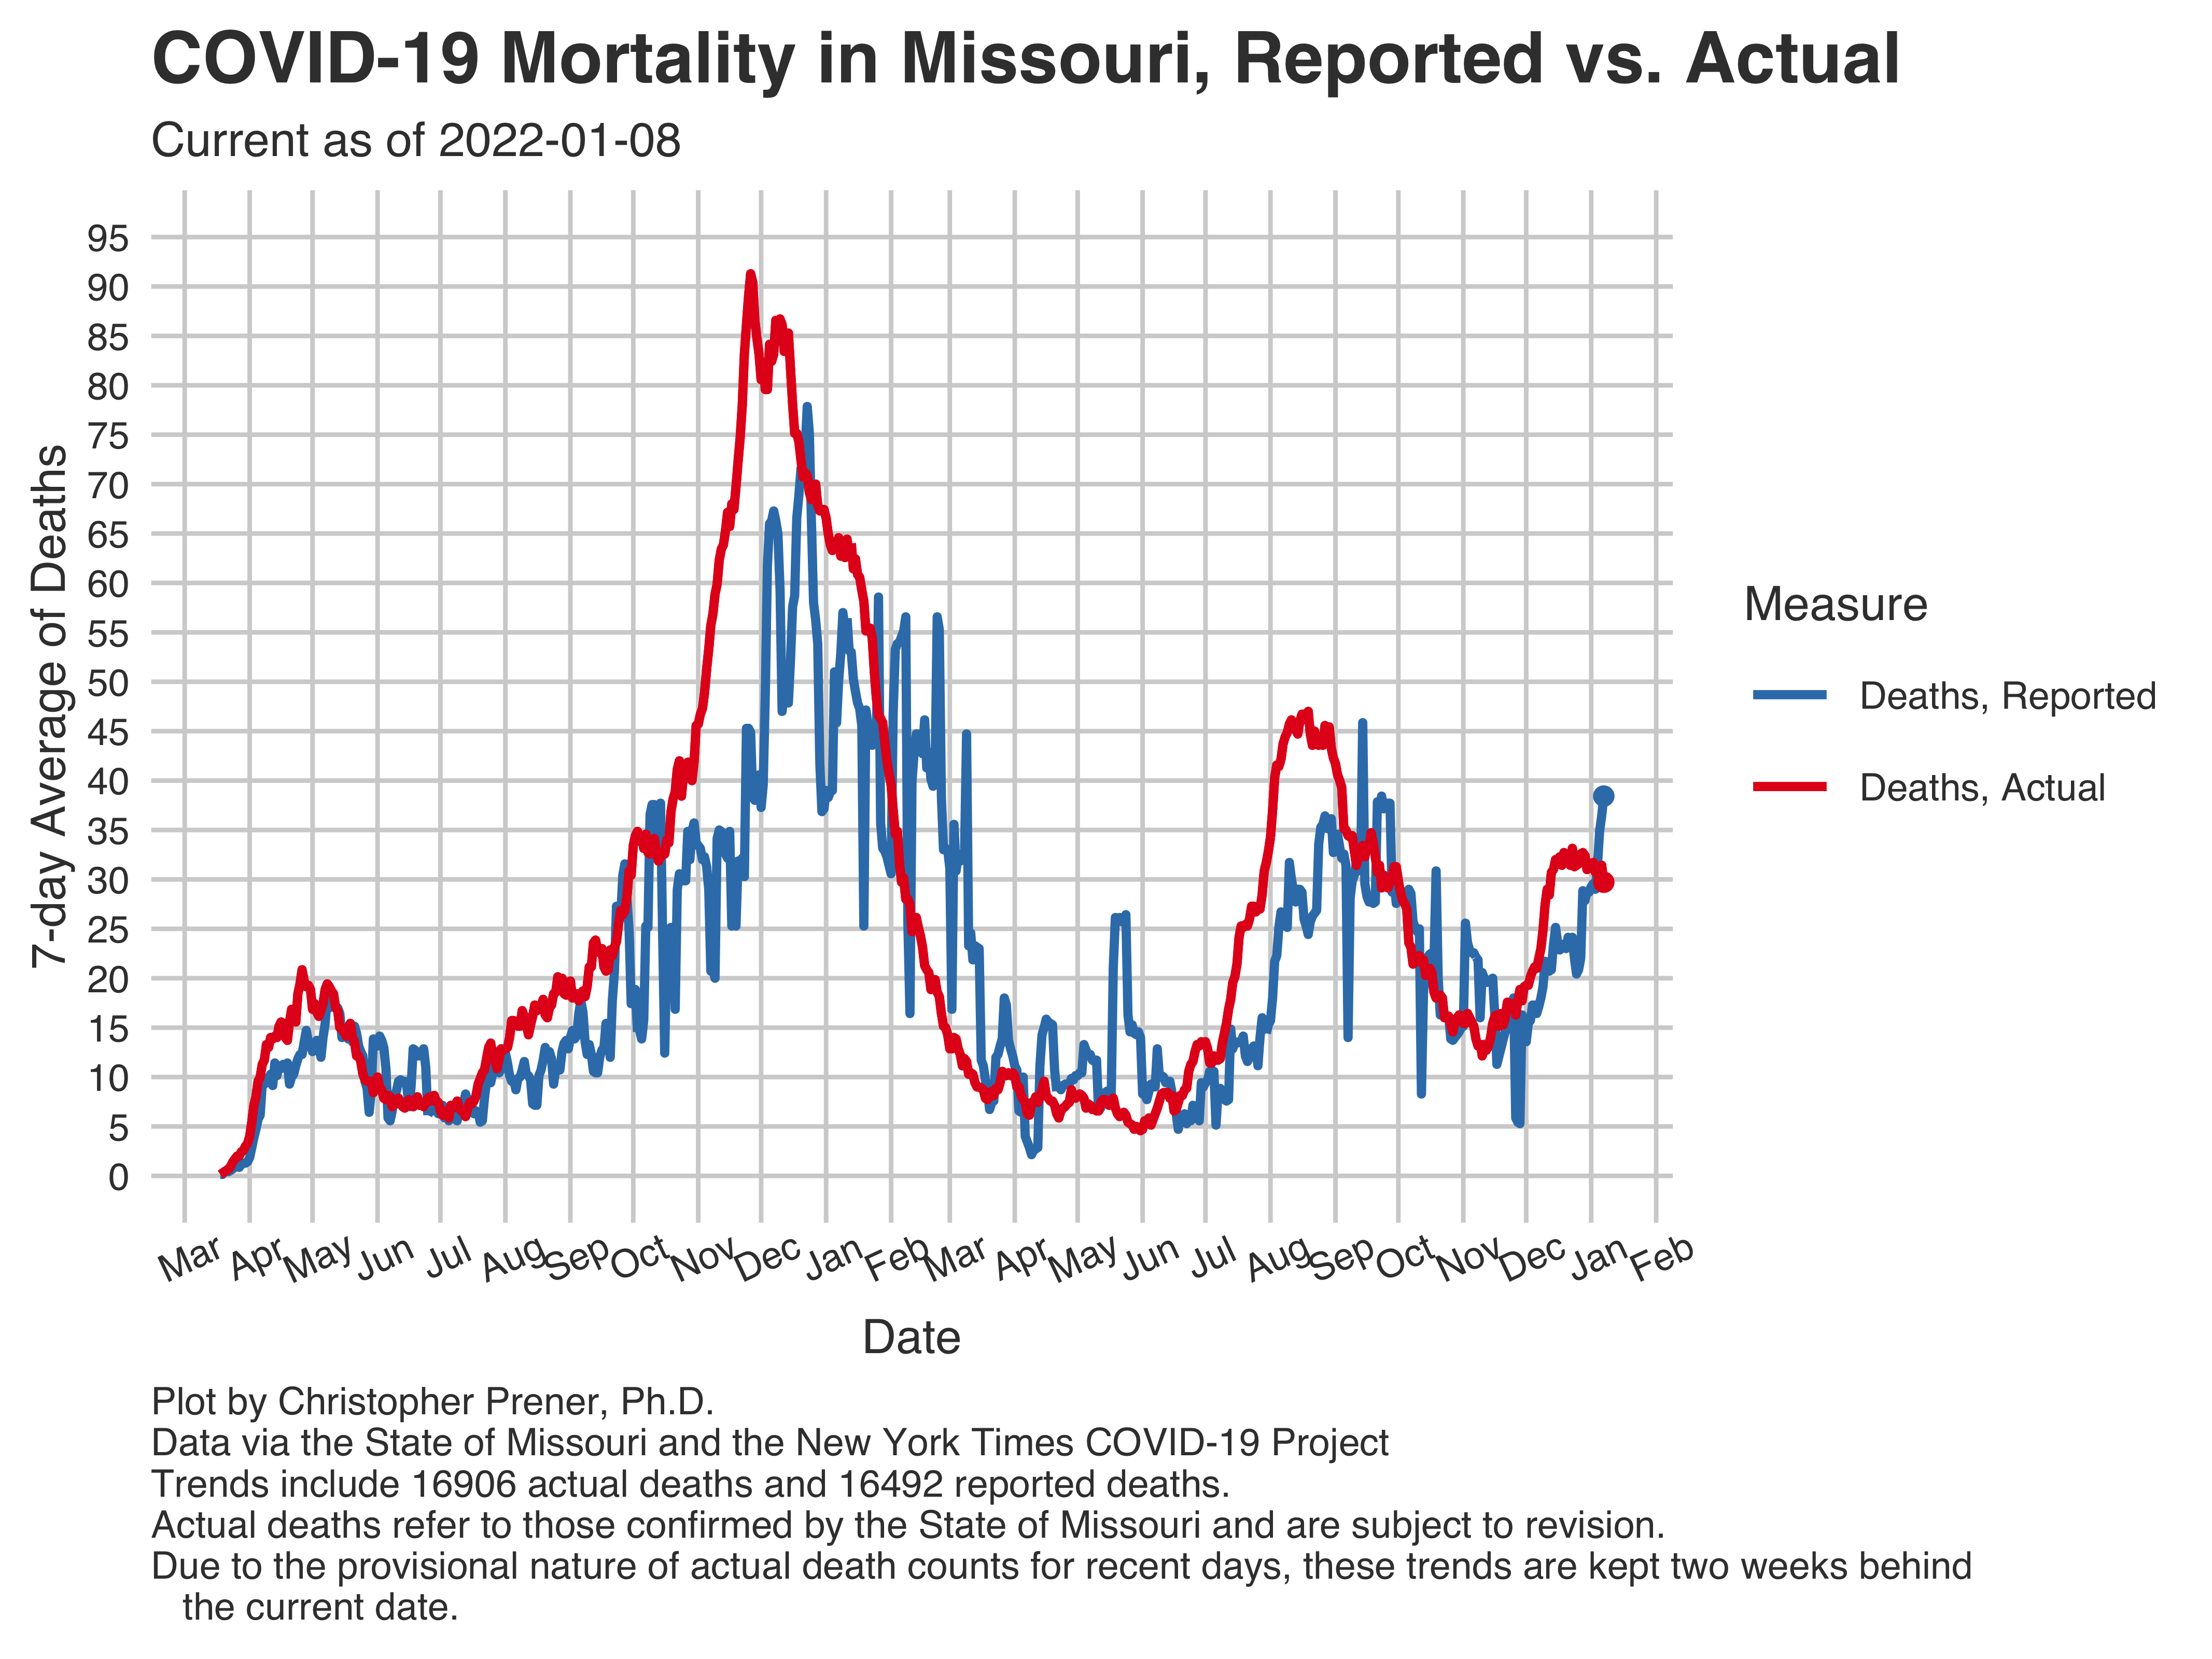 COVID-19 Mortality in Missouri, Reported vs. Actual
Current as of 2022-01-08
95
90
85
80
75
70
65
60
55
50
45
40
35
30
25
20
15
10
5
0
7-day Average of Deaths
Mar Apr May Jun Jul Aug Sep Oct Nov Dec Jan Feb Mar Apr May Jun Jul Aug Sep Oct Nov Dec Jan Feb
Date
Measure
Deaths, Reported
Deaths, Actual
Plot by Christopher Prener, Ph.D.
Data via the State of Missouri and the New York Times COVID-19 Project
Trends include 16906 actual deaths and 16492 reported deaths.
Actual deaths refer to those confirmed by the State of Missouri and are subject to revision.
Due to the provisional nature of actual death counts for recent days, these trends are kept two weeks behind
the current date.